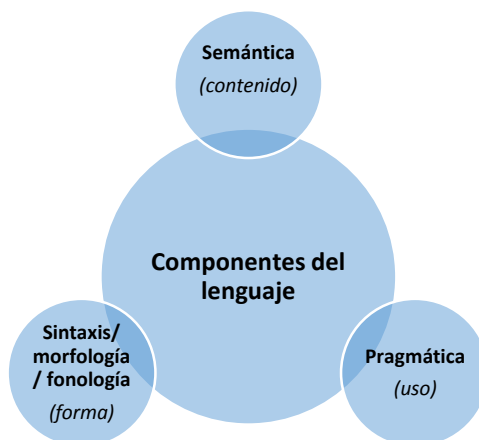 Semántica
(contenido)
Componentes del
lenguaje
Sintaxis/
morfología
/ fonología
(forma)
Pragmática
(uso)